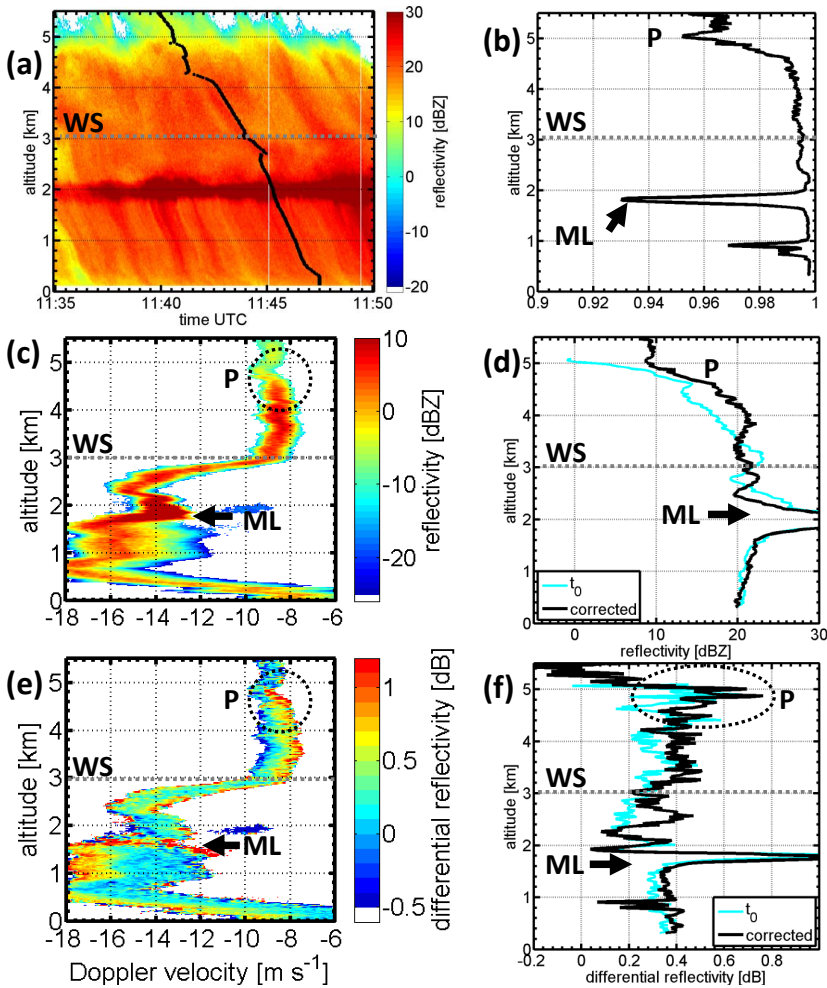 (a)
WS
altitude [km]
5
4
3
2
1
0
11:35
11:40
11:45
11:50
time UTC
30
20
10
0
-10
-20
reflectivity [dBZ]
(b)
P
WS
ML
altitude [km]
5
4
3
2
1
0
0.9
0.92
0.94
0.96
0.98
1
(c)
P
WS
ML
altitude [km]
5
4
3
2
1
0
-18
-16
-14
-12
-10
-8
-6
10
0
-10
-20
reflectivity [dBZ]
(d)
P
WS
ML
altitude [km]
5
4
3
2
1
0
0
10
20
30
reflectivity [dBZ]
t0
corrected
(e)
P
WS
ML
altitude [km]
5
4
3
2
1
0
-18
-16
-14
-12
-10
-8
-6
Doppler velocity [m s-1]
1
0.5
0
-0.5
differential reflectivity [dB]
(f)
P
WS
ML
altitude [km]
5
4
3
2
1
0
-0.2
0
0.2
0.4
0.6
0.8
differential reflectivity [dB]
t0
corrected